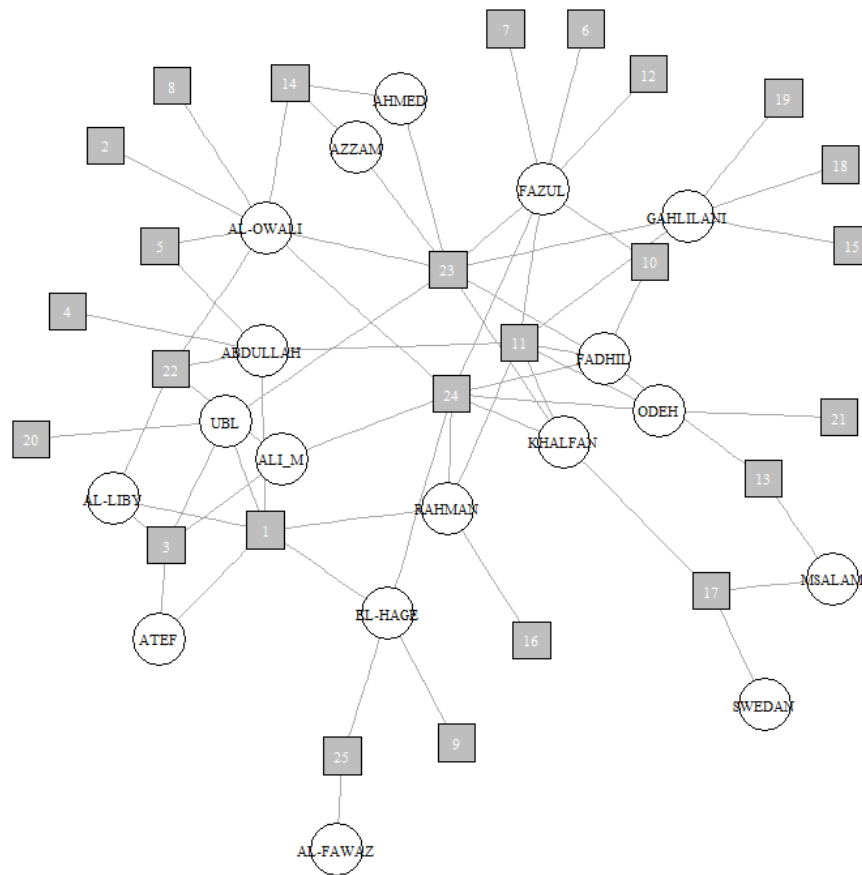 7
6
12
8
14
AHMED
19
2
AZZAM
18
FAZUL
GAHLILANI
AL-OWALI
5
15
23
10
4
11
ABDULLAH
FADHIL
22
24
ODEH
21
UBL
20
KHALFAN
ALI_M
13
AL-LIBY
RAHMAN
1
3
MSALAM
17
EL-HAGE
ATEF
16
SWEDAN
9
25
AL-FAWAZ